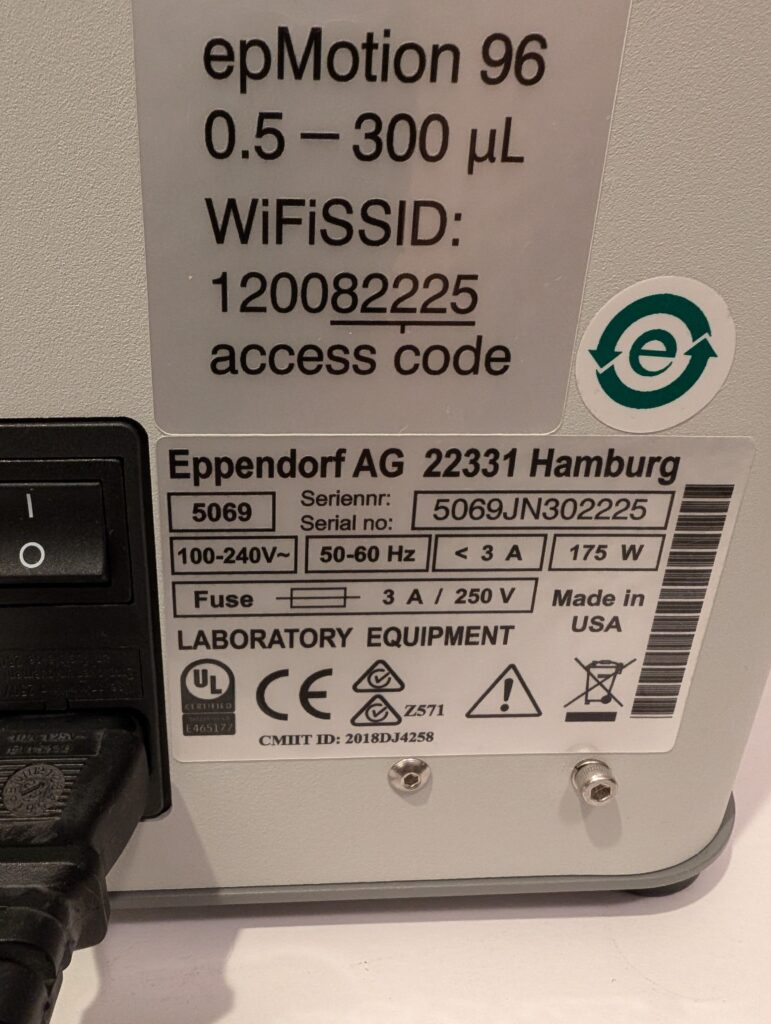 epMotion 96
0.5 – 300 µL
WiFiSSID:
120082225
access code
e
Eppendorf AG 22331 Hamburg
5069
Seriennr:
Serial no:
5069JN302225
100-240V~
50-60 Hz
< 3 A
175 W
Fuse
3 A / 250 V
Made in
USA
LABORATORY EQUIPMENT
UL
CERTIFIED
E465177
CE
Z571
CMIIT ID: 2018DJ4258
I
O